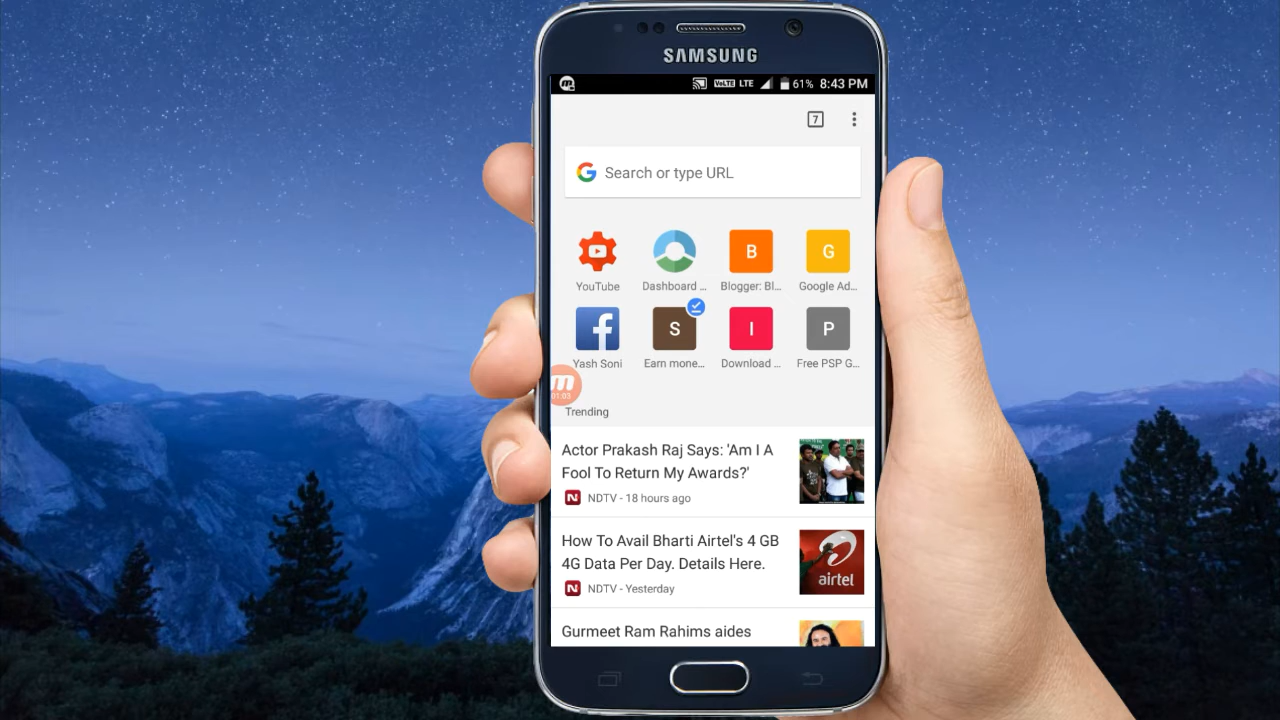 SAMSUNG
VoLTE LTE 61% 8:43 PM
7
G Search or type URL
B G
YouTube Dashboard ... Blogger: Bl... Google Ad...
f S I P
Yash Soni Earn mone... Download ... Free PSP G...
m
01:03
Trending
Actor Prakash Raj Says: 'Am I A
Fool To Return My Awards?'
N NDTV - 18 hours ago
How To Avail Bharti Airtel's 4 GB
4G Data Per Day. Details Here.
airtel
N NDTV - Yesterday
Gurmeet Ram Rahims aides